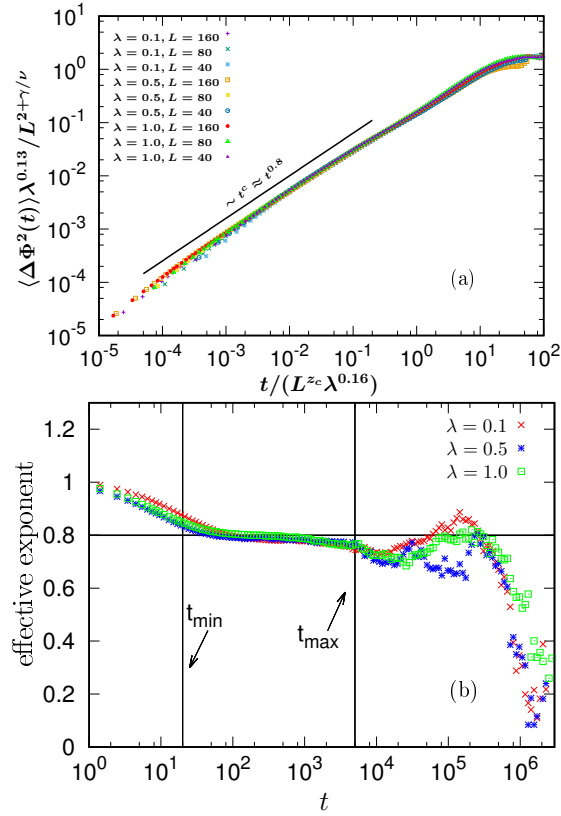 λ = 0.1, L = 160
λ = 0.1, L = 80
λ = 0.1, L = 40
λ = 0.5, L = 160
λ = 0.5, L = 80
λ = 0.5, L = 40
λ = 1.0, L = 160
λ = 1.0, L = 80
λ = 1.0, L = 40
⟨ΔΦ²(t)⟩λ^0.13/L^{2+γ/ν}
10^1
10^0
10^-1
10^-2
10^-3
10^-4
10^-5
∼ t^c ≈ t^0.8
(a)
10^-5 10^-4 10^-3 10^-2 10^-1 10^0 10^1 10^2
t/(L^{z_c}λ^0.16)
effective exponent
1.2
1
0.8
0.6
0.4
0.2
0
λ = 0.1
λ = 0.5
λ = 1.0
t_min
t_max
(b)
10^0 10^1 10^2 10^3 10^4 10^5 10^6
t